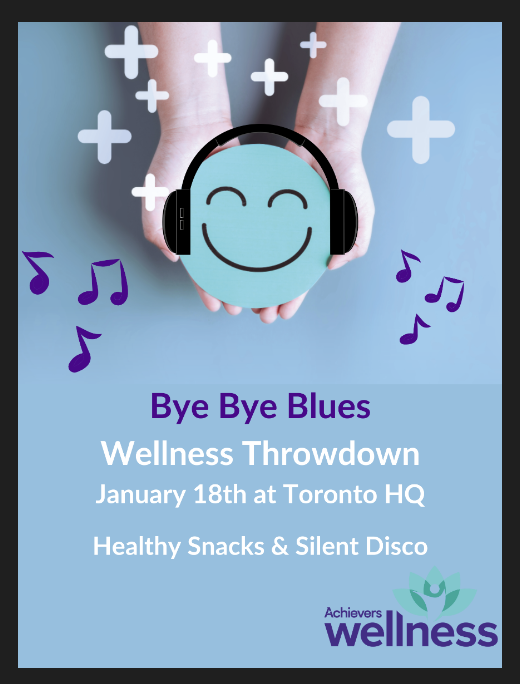 Bye Bye Blues
Wellness Throwdown
January 18th at Toronto HQ
Healthy Snacks & Silent Disco
Achievers
wellness